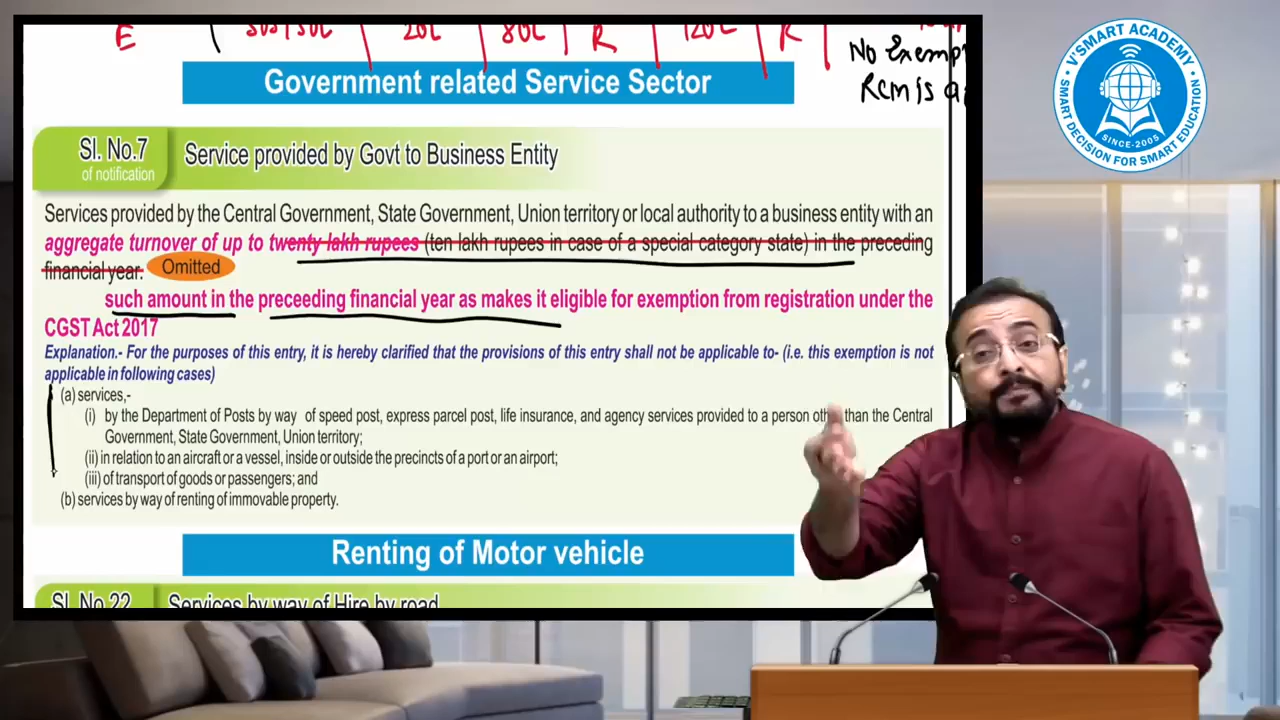 E 50L/50L 20L 80L R 120L R
No Exemp
Rcm is a
Government related Service Sector
Sl. No.7
of notification
Service provided by Govt to Business Entity
Services provided by the Central Government, State Government, Union territory or local authority to a business entity with an
aggregate turnover of up to twenty lakh rupees (ten lakh rupees in case of a special category state) in the preceding
financial year. Omitted
such amount in the preceeding financial year as makes it eligible for exemption from registration under the
CGST Act 2017
Explanation.- For the purposes of this entry, it is hereby clarified that the provisions of this entry shall not be applicable to- (i.e. this exemption is not
applicable in following cases)
(a) services,-
(i) by the Department of Posts by way of speed post, express parcel post, life insurance, and agency services provided to a person other than the Central
Government, State Government, Union territory;
(ii) in relation to an aircraft or a vessel, inside or outside the precincts of a port or an airport;
(iii) of transport of goods or passengers; and
(b) services by way of renting of immovable property.
Renting of Motor vehicle
Sl. No.22 Services by way of Hire by road
V'SMART ACADEMY
SINCE-2005
SMART DECISION FOR SMART EDUCATION